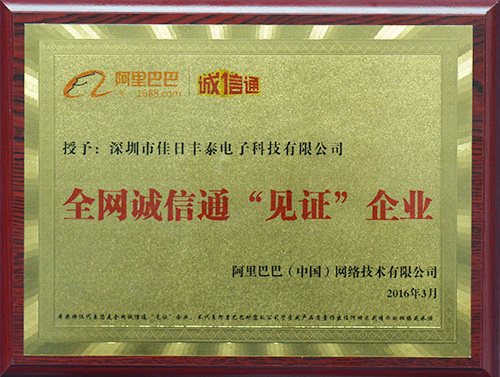 阿里巴巴 诚信通
1688.com
授予：深圳市佳日丰泰电子科技有限公司
全网诚信通“见证”企业
阿里巴巴（中国）网络技术有限公司
2016年3月